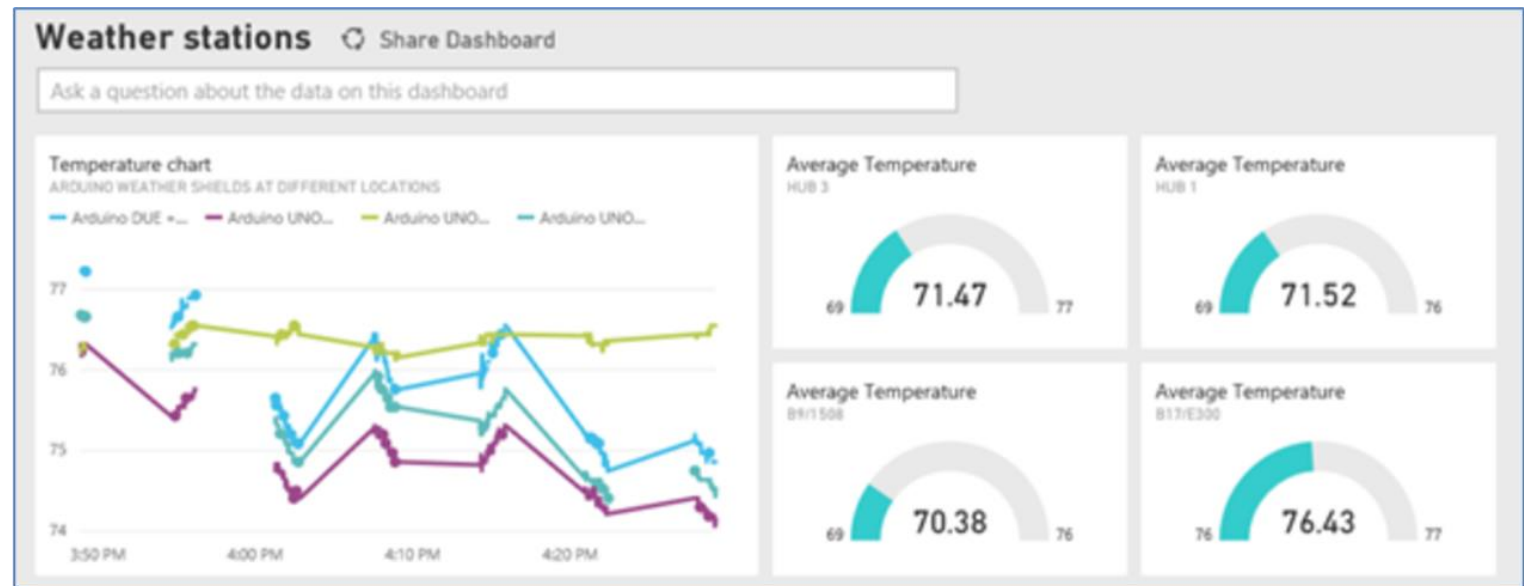 Weather stations Share Dashboard
Ask a question about the data on this dashboard
Temperature chart
ARDUINO WEATHER SHIELDS AT DIFFERENT LOCATIONS
Arduino DUE +... Arduino UNO... Arduino UNO... Arduino UNO...
77
76
75
74
3:50 PM 4:00 PM 4:10 PM 4:20 PM
Average Temperature
HUB 3
71.47
69 77
Average Temperature
HUB 1
71.52
69 76
Average Temperature
B9/1508
70.38
69 76
Average Temperature
B17/E300
76.43
76 77